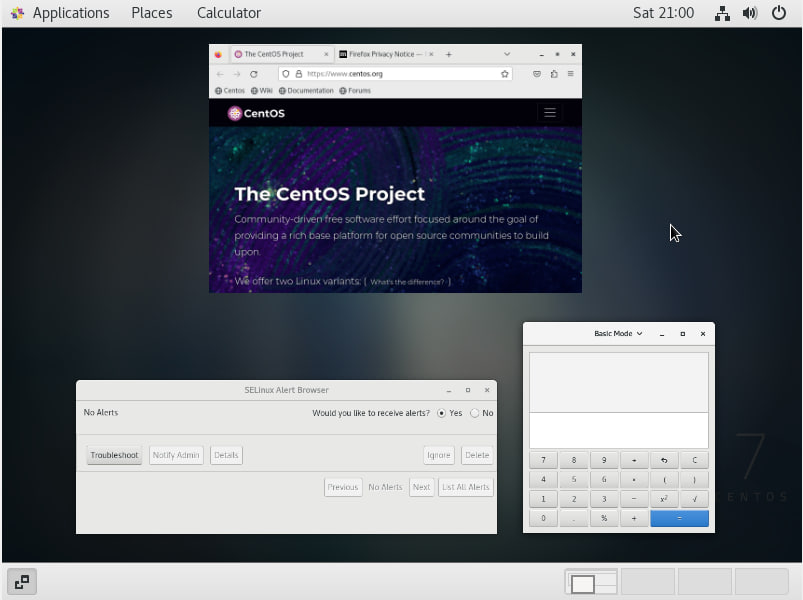 Applications Places Calculator Sat 21:00
The CentOS Project × Firefox Privacy Notice — ×
https://www.centos.org
Centos Wiki Documentation Forums
CentOS
The CentOS Project
Community-driven free software effort focused around the goal of
providing a rich base platform for open source communities to build
upon.
We offer two Linux variants: ( What's the difference? )
Basic Mode
SELinux Alert Browser
No Alerts Would you like to receive alerts? Yes No
Troubleshoot Notify Admin Details Ignore Delete
Previous No Alerts Next List All Alerts
7 8 9 ÷ C
4 5 6 × ( )
1 2 3 − x² √
0 . % + =
7
CENTOS